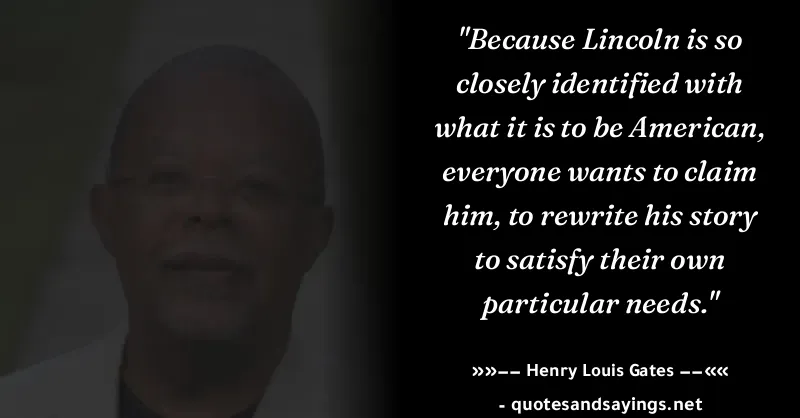 "Because Lincoln is so
closely identified with
what it is to be American,
everyone wants to claim
him, to rewrite his story
to satisfy their own
particular needs."
»»–– Henry Louis Gates ––««
- quotesandsayings.net